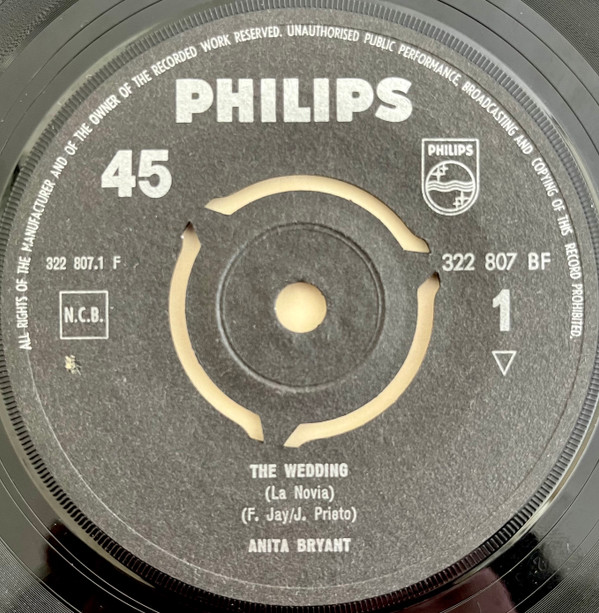 ALL RIGHTS OF THE MANUFACTURER AND OF THE OWNER OF THE RECORDED WORK RESERVED. UNAUTHORISED PUBLIC PERFORMANCE, BROADCASTING AND COPYING OF THIS RECORD PROHIBITED.
PHILIPS
45
PHILIPS
322 807.1 F
322 807 BF
N.C.B.
1
THE WEDDING
(La Novia)
(F. Jay/J. Prieto)
ANITA BRYANT